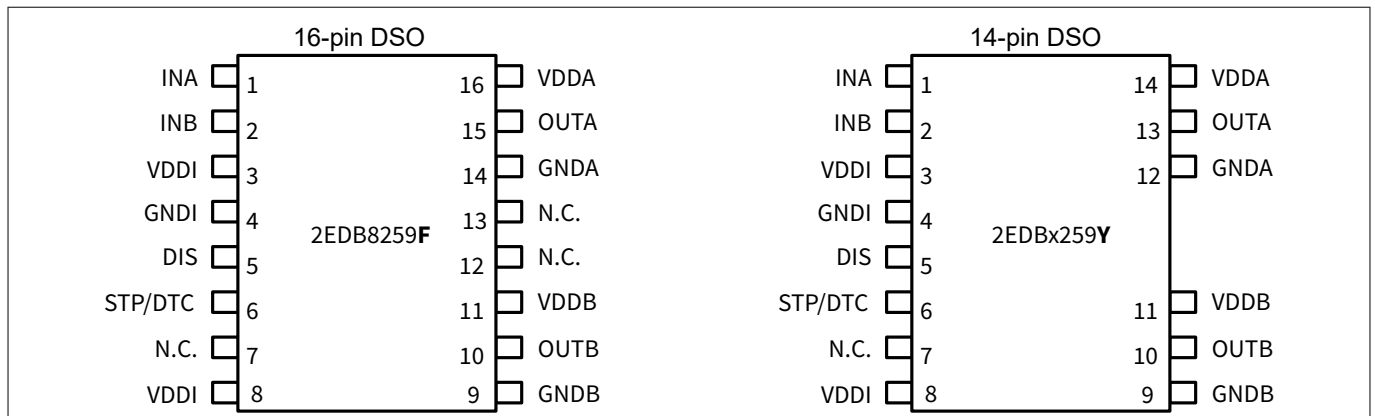 16-pin DSO 14-pin DSO
INA 1 16 VDDA INA 1 14 VDDA
INB 2 15 OUTA INB 2 13 OUTA
VDDI 3 14 GNDA VDDI 3 12 GNDA
GNDI 4 13 N.C. GNDI 4
2EDB8259F 2EDBx259Y
DIS 5 12 N.C. DIS 5
STP/DTC 6 11 VDDB STP/DTC 6 11 VDDB
N.C. 7 10 OUTB N.C. 7 10 OUTB
VDDI 8 9 GNDB VDDI 8 9 GNDB